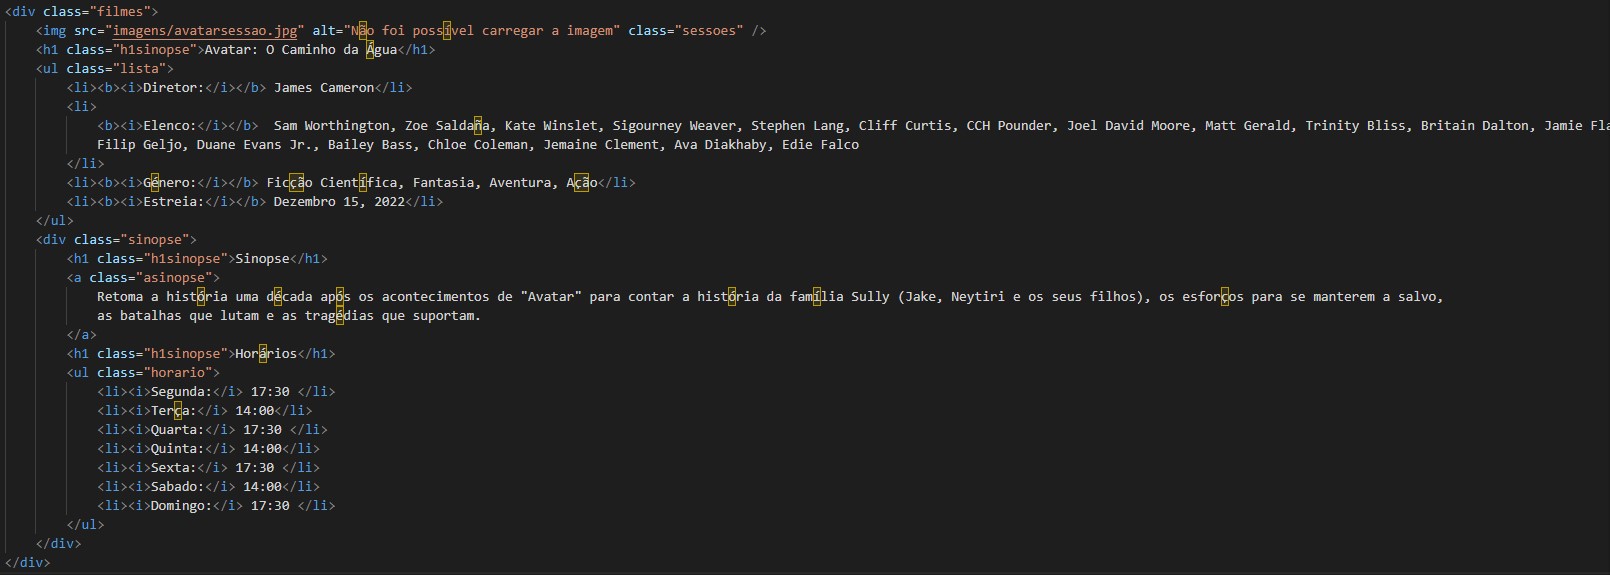 <div class="filmes">
<img src="imagens/avatarsessao.jpg" alt="Não foi possível carregar a imagem" class="sessoes" />
<h1 class="h1sinopse">Avatar: O Caminho da Água</h1>
<ul class="lista">
<li><b><i>Diretor:</i></b> James Cameron</li>
<li>
<b><i>Elenco:</i></b>  Sam Worthington, Zoe Saldaña, Kate Winslet, Sigourney Weaver, Stephen Lang, Cliff Curtis, CCH Pounder, Joel David Moore, Matt Gerald, Trinity Bliss, Britain Dalton, Jamie
Filip Geljo, Duane Evans Jr., Bailey Bass, Chloe Coleman, Jemaine Clement, Ava Diakhaby, Edie Falco
</li>
<li><b><i>Género:</i></b> Ficção Científica, Fantasia, Aventura, Ação</li>
<li><b><i>Estreia:</i></b> Dezembro 15, 2022</li>
</ul>
<div class="sinopse">
<h1 class="h1sinopse">Sinopse</h1>
<a class="asinopse">
Retoma a história uma década após os acontecimentos de "Avatar" para contar a história da família Sully (Jake, Neytiri e os seus filhos), os esforços para se manterem a salvo,
as batalhas que lutam e as tragédias que suportam.
</a>
<h1 class="h1sinopse">Horários</h1>
<ul class="horario">
<li><i>Segunda:</i> 17:30 </li>
<li><i>Terça:</i> 14:00</li>
<li><i>Quarta:</i> 17:30 </li>
<li><i>Quinta:</i> 14:00</li>
<li><i>Sexta:</i> 17:30 </li>
<li><i>Sabado:</i> 14:00</li>
<li><i>Domingo:</i> 17:30 </li>
</ul>
</div>
</div>